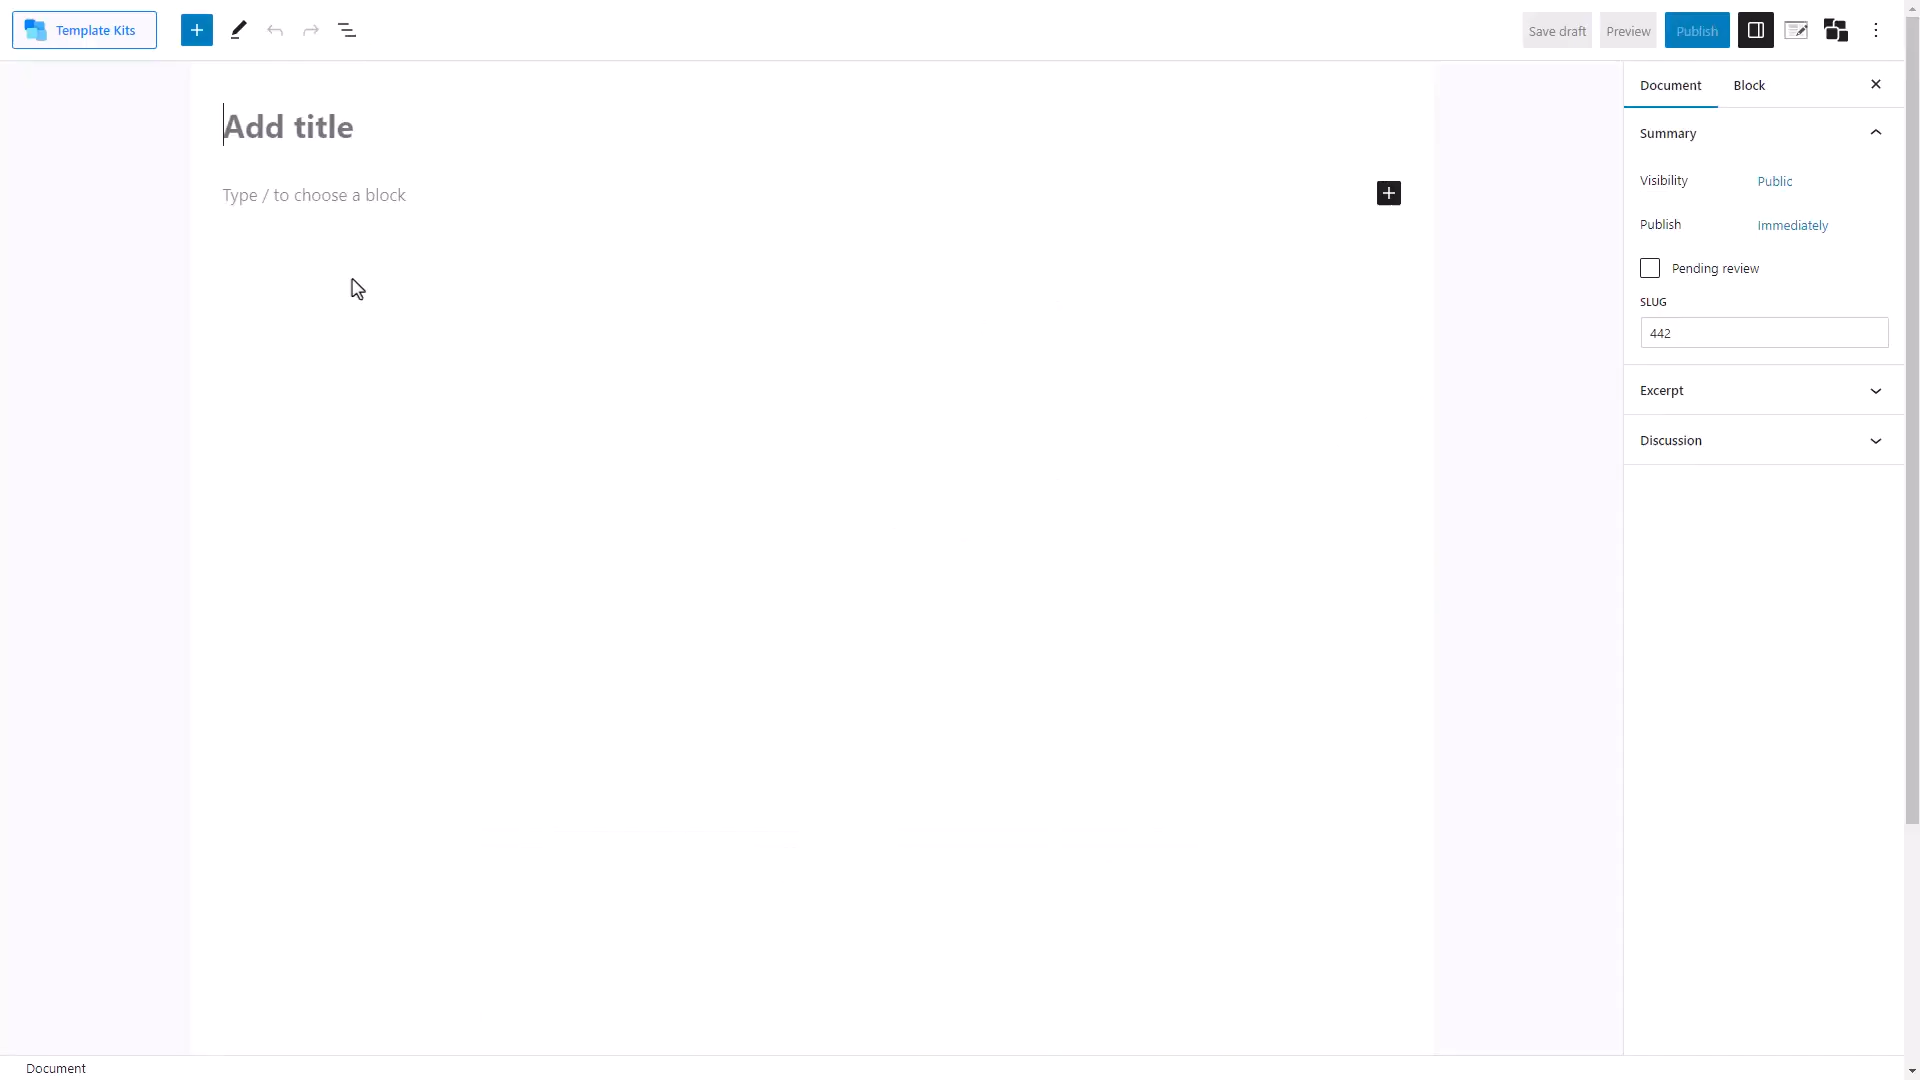 Template Kits
Save draft
Preview
Publish
Add title
Type / to choose a block
Document
Block
Summary
Visibility
Public
Publish
Immediately
Pending review
SLUG
442
Excerpt
Discussion
Document